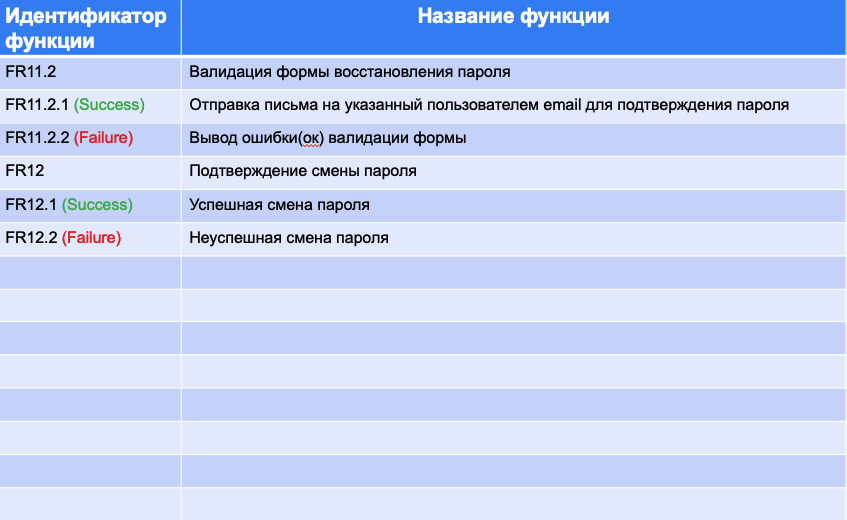 Идентификатор Название функции
функции
FR11.2 Валидация формы восстановления пароля
FR11.2.1 (Success) Отправка письма на указанный пользователем email для подтверждения пароля
FR11.2.2 (Failure) Вывод ошибки(ок) валидации формы
FR12 Подтверждение смены пароля
FR12.1 (Success) Успешная смена пароля
FR12.2 (Failure) Неуспешная смена пароля